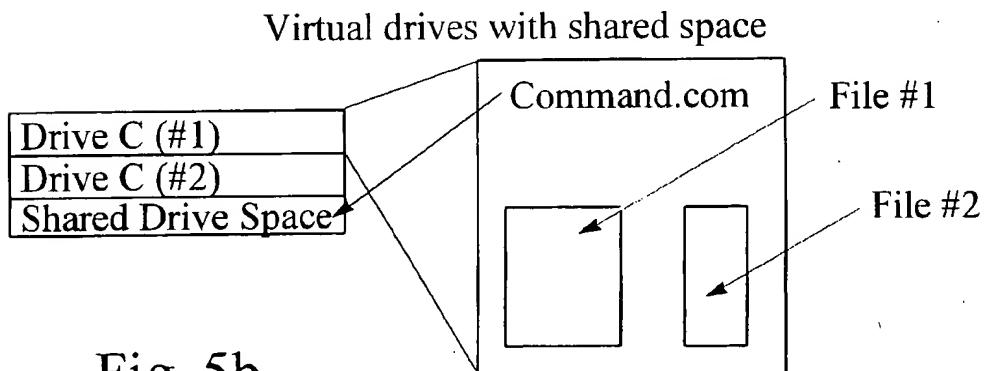 Virtual drives with shared space
Command.com
File #1
Drive C (#1)
Drive C (#2)
Shared Drive Space
File #2
Fig. 5b